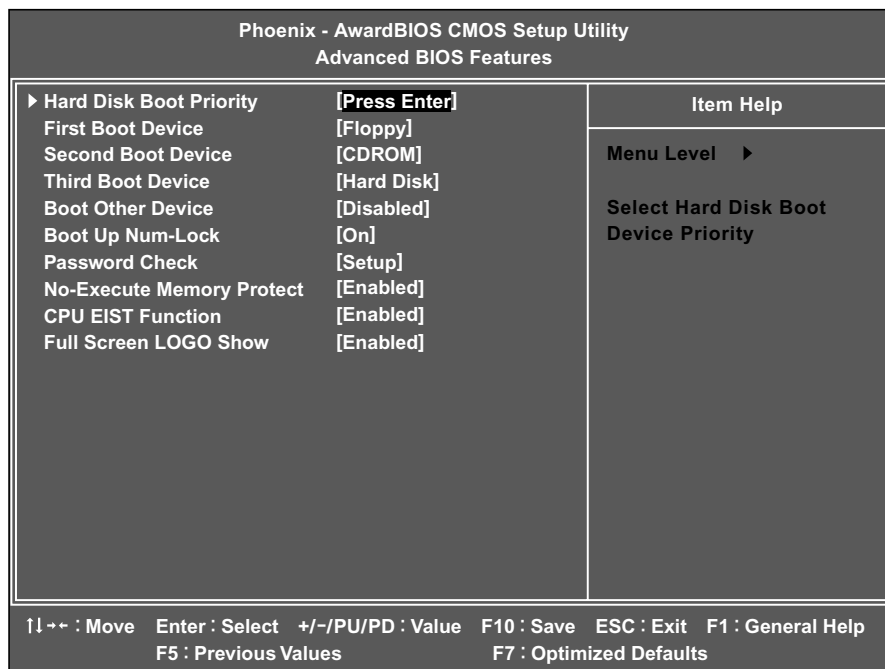 Phoenix - AwardBIOS CMOS Setup Utility
Advanced BIOS Features
Hard Disk Boot Priority [Press Enter]
First Boot Device [Floppy]
Second Boot Device [CDROM]
Third Boot Device [Hard Disk]
Boot Other Device [Disabled]
Boot Up Num-Lock [On]
Password Check [Setup]
No-Execute Memory Protect [Enabled]
CPU EIST Function [Enabled]
Full Screen LOGO Show [Enabled]
Item Help
Menu Level
Select Hard Disk Boot
Device Priority
↑↓→← : Move Enter : Select +/-/PU/PD : Value F10 : Save ESC : Exit F1 : General Help
F5 : Previous Values F7 : Optimized Defaults